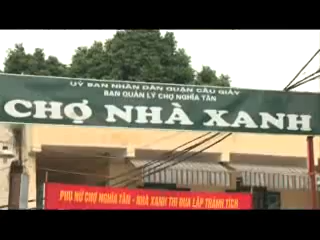 UỶ BAN NHÂN DÂN QUẬN CẦU GIẤY
BAN QUẢN LÝ CHỢ NGHĨA TÂN
CHỢ NHÀ XANH
PHỤ NỮ CHỢ NGHĨA TÂN - NHÀ XANH THI ĐUA LẬP THÀNH TÍCH